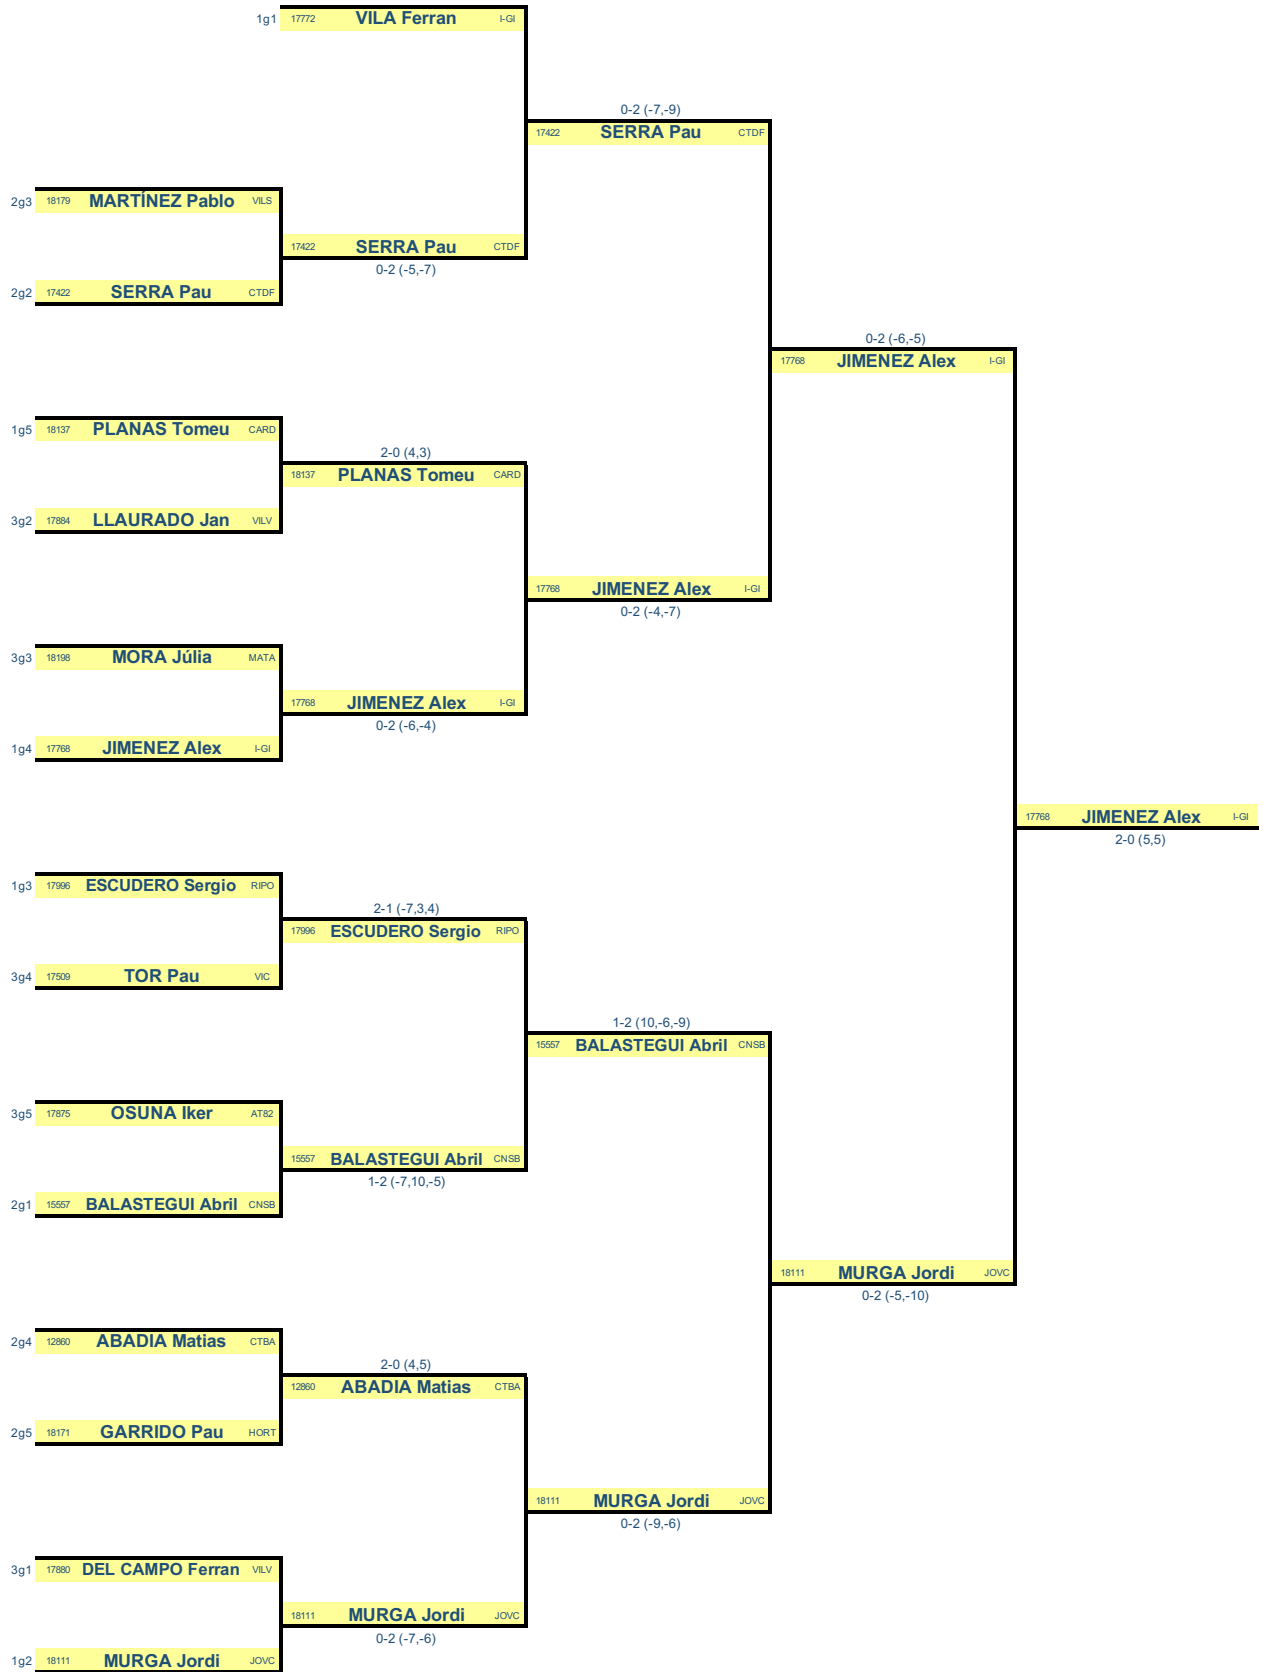 1g1 17772 VILA Ferran I-GI
0-2 (-7,-9)
17422 SERRA Pau CTDF
2g3 18179 MARTÍNEZ Pablo VILS
17422 SERRA Pau CTDF
0-2 (-5,-7)
2g2 17422 SERRA Pau CTDF
0-2 (-6,-5)
17768 JIMENEZ Alex I-GI
1g5 18137 PLANAS Tomeu CARD
2-0 (4,3)
18137 PLANAS Tomeu CARD
3g2 17884 LLAURADO Jan VILV
17768 JIMENEZ Alex I-GI
0-2 (-4,-7)
3g3 18198 MORA Júlia MATA
17768 JIMENEZ Alex I-GI
0-2 (-6,-4)
1g4 17768 JIMENEZ Alex I-GI
17768 JIMENEZ Alex I-GI
2-0 (5,5)
1g3 17996 ESCUDERO Sergio RIPO
2-1 (-7,3,4)
17996 ESCUDERO Sergio RIPO
3g4 17509 TOR Pau VIC
1-2 (10,-6,-9)
15557 BALASTEGUI Abril CNSB
3g5 17875 OSUNA Iker AT82
15557 BALASTEGUI Abril CNSB
1-2 (-7,10,-5)
2g1 15557 BALASTEGUI Abril CNSB
18111 MURGA Jordi JOVC
0-2 (-5,-10)
2g4 12860 ABADIA Matias CTBA
2-0 (4,5)
12860 ABADIA Matias CTBA
2g5 18171 GARRIDO Pau HORT
18111 MURGA Jordi JOVC
0-2 (-9,-6)
3g1 17880 DEL CAMPO Ferran VILV
18111 MURGA Jordi JOVC
0-2 (-7,-6)
1g2 18111 MURGA Jordi JOVC